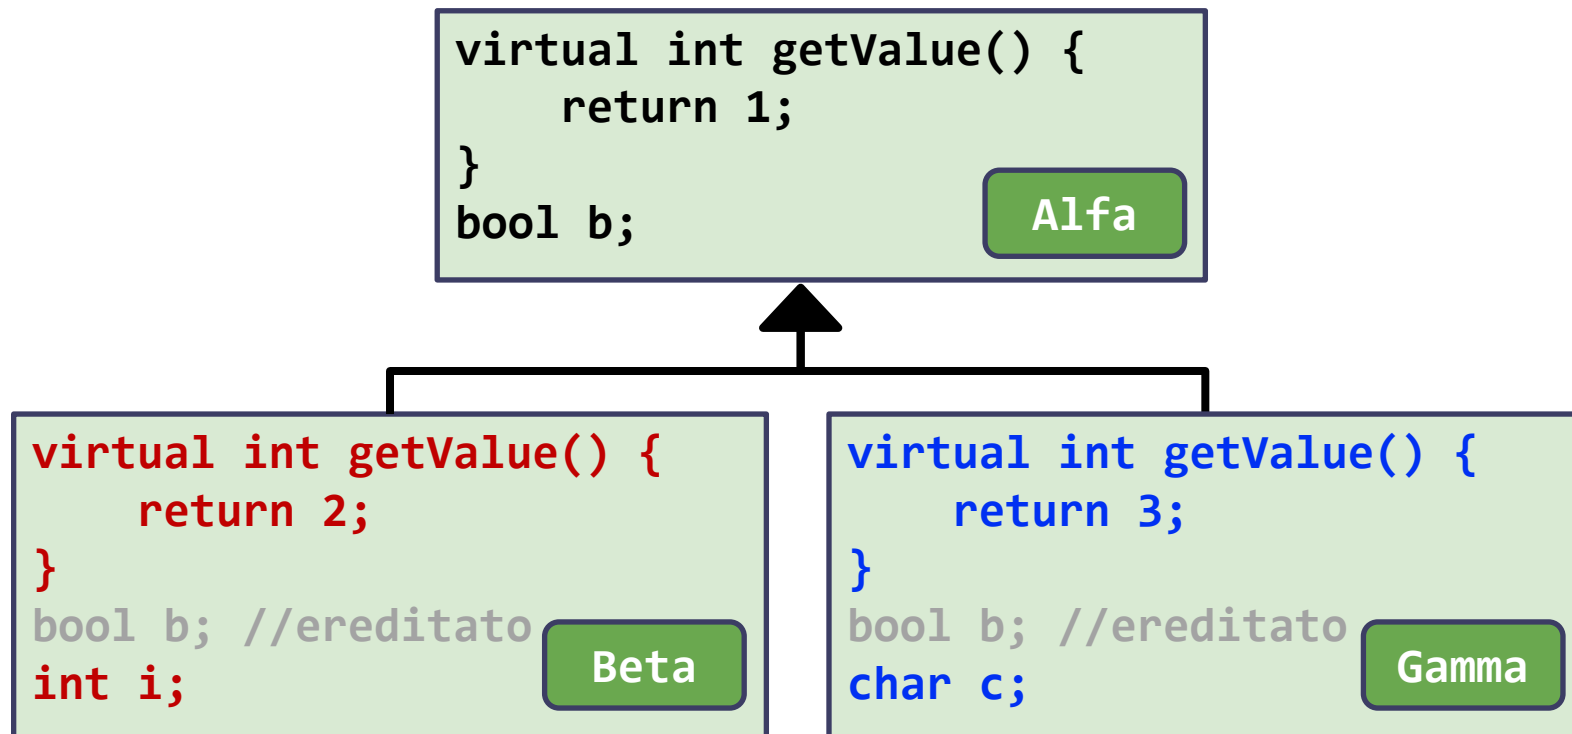 virtual int getValue() {
    return 1;
}
bool b;
Alfa
virtual int getValue() {
    return 2;
}
bool b; //ereditato
int i;
Beta
virtual int getValue() {
    return 3;
}
bool b; //ereditato
char c;
Gamma